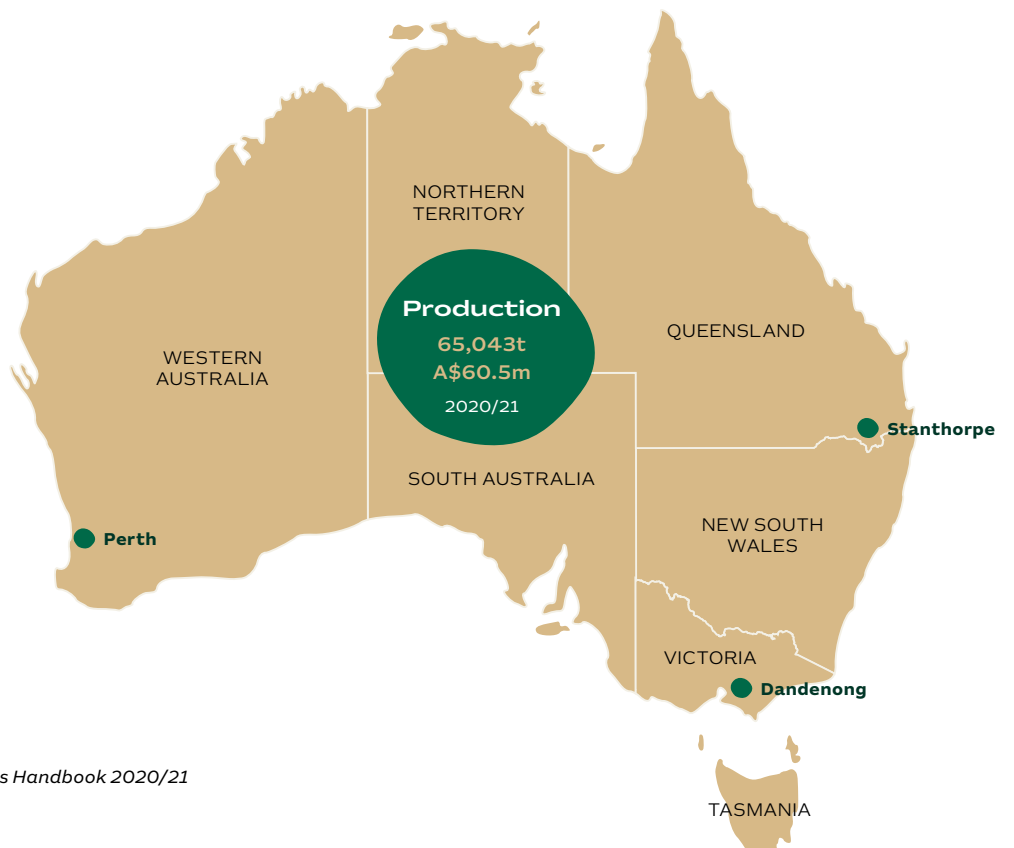 NORTHERN
TERRITORY
Production
65,043t
A$60.5m
2020/21
QUEENSLAND
WESTERN
AUSTRALIA
Stanthorpe
SOUTH AUSTRALIA
NEW SOUTH
WALES
Perth
VICTORIA
Dandenong
s Handbook 2020/21
TASMANIA